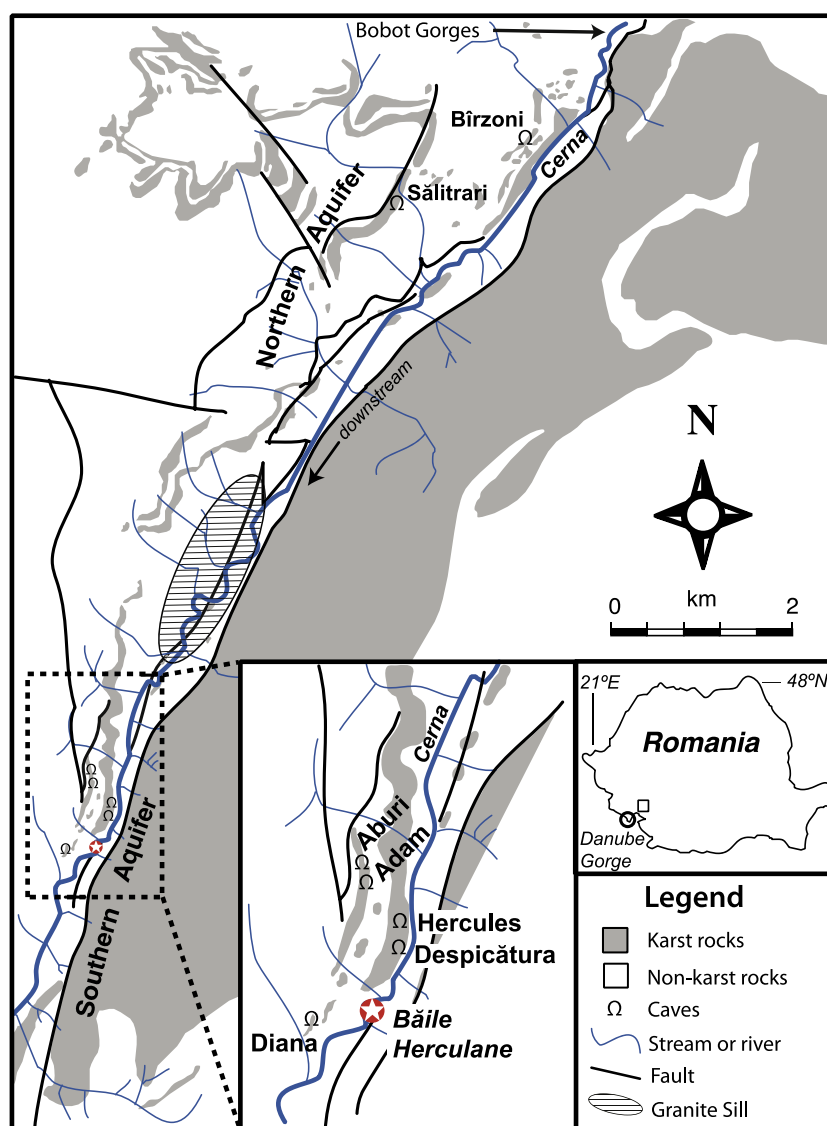 Bobot Gorges
Bîrzoni
Cerna
Sălitrari
Northern
Aquifer
downstream
N
km
0
2
Southern
Aquifer
Cerna
Aburi
Adam
Hercules
Despicătura
Băile
Herculane
Diana
21ºE
48ºN
Romania
Danube
Gorge
Legend
Karst rocks
Non-karst rocks
Ω Caves
Stream or river
Fault
Granite Sill